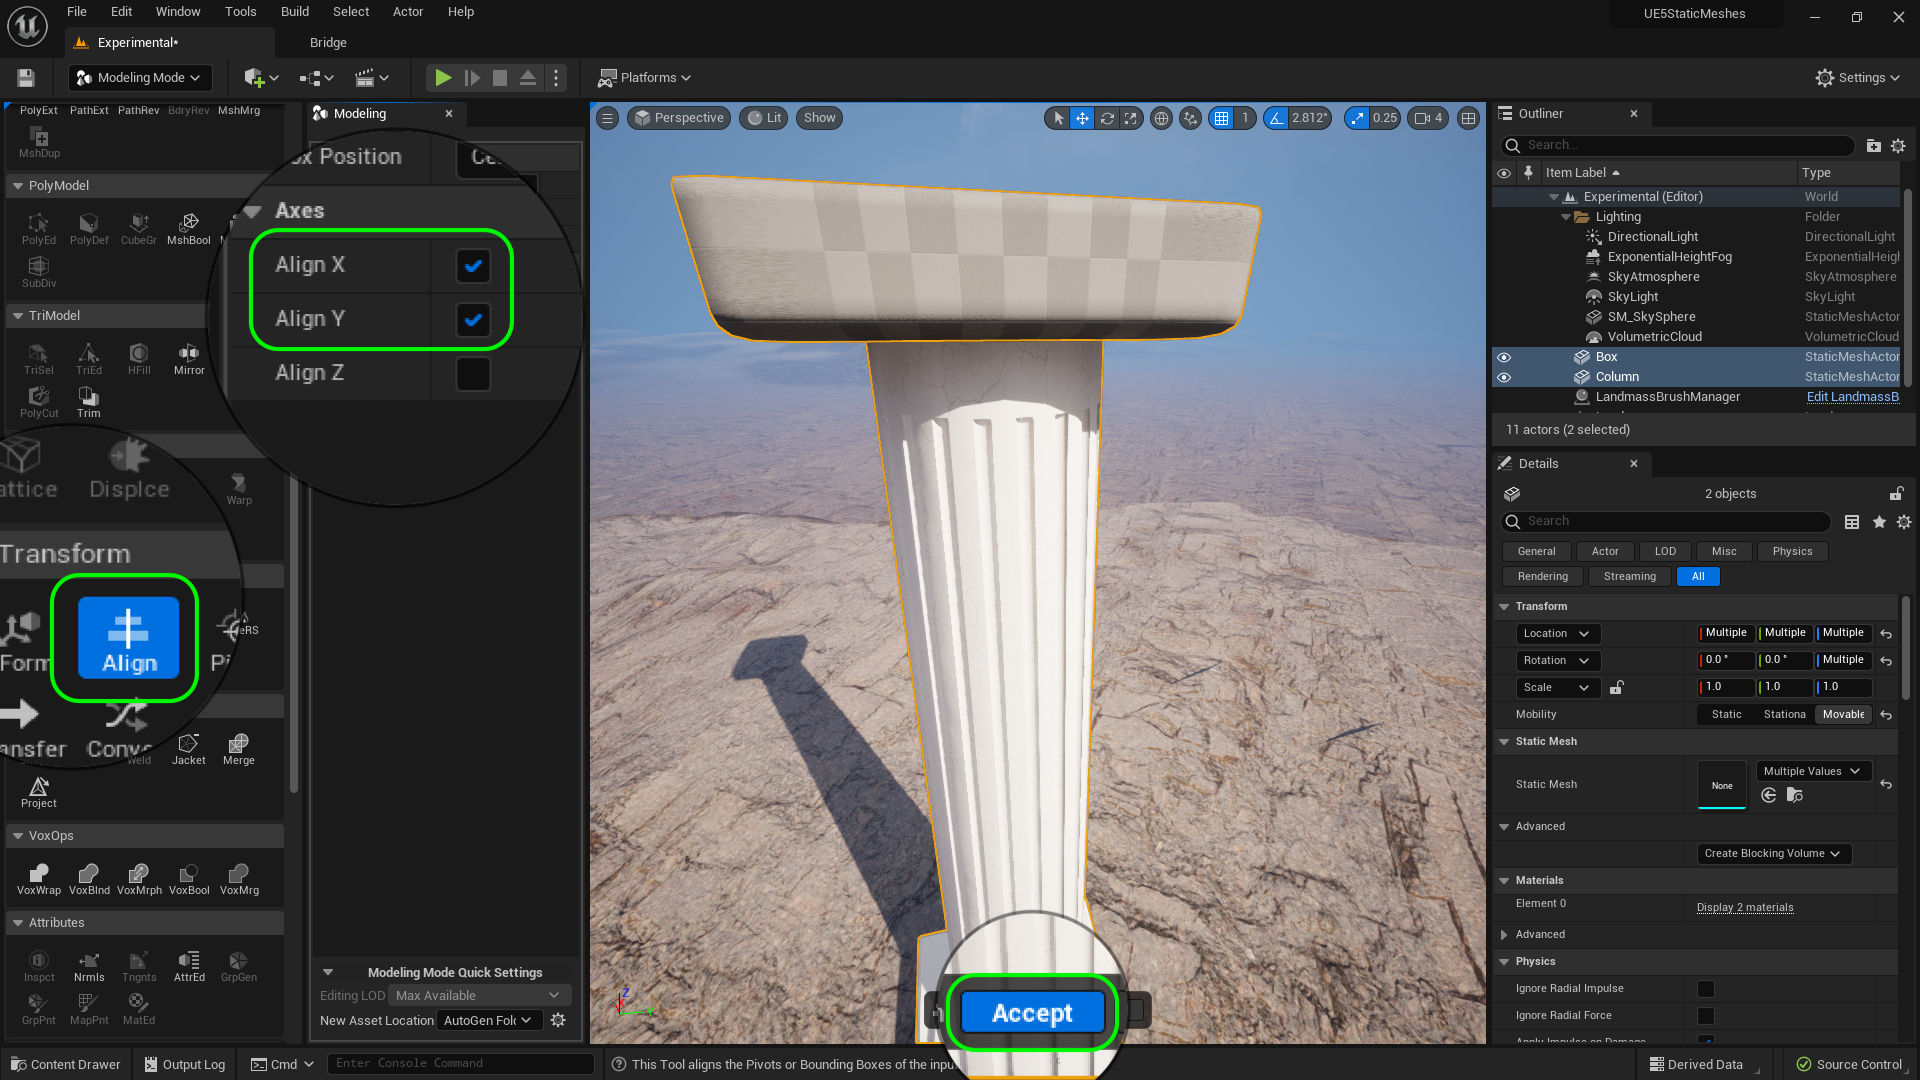 File Edit Window Tools Build Select Actor Help
UE5StaticMeshes
Experimental*
Bridge
Modeling Mode
Platforms
Settings
PolyExt PathExt PathRev BdryRev MshMrg
MshDup
PolyModel
PolyEd PolyDef CubeGr MshBool
SubDiv
TriModel
TriSel TriEd HFill Mirror
PolyCut Trim
Displce
Warp
Transform
Align
Weld Jacket Merge
Project
VoxOps
VoxWrap VoxBlnd VoxMrph VoxBool VoxMrg
Attributes
Inspct Nrmls Tngnts AttrEd GrpGen
GrpPnt MapPnt MatEd
Modeling
Position
Axes
Align X
Align Y
Align Z
Modeling Mode Quick Settings
Editing LOD Max Available
New Asset Location AutoGen Fol
Perspective Lit Show
1 2.812° 0.25 4
Z
Accept
Outliner
Search...
Item Label Type
Experimental (Editor) World
Lighting Folder
DirectionalLight DirectionalLight
ExponentialHeightFog ExponentialHeigh
SkyAtmosphere SkyAtmosphere
SkyLight SkyLight
SM_SkySphere StaticMeshActor
VolumetricCloud VolumetricCloud
Box StaticMeshActor
Column StaticMeshActor
LandmassBrushManager Edit LandmassB
11 actors (2 selected)
Details
2 objects
Search
General Actor LOD Misc Physics
Rendering Streaming All
Transform
Location Multiple Multiple Multiple
Rotation 0.0 ° 0.0 ° Multiple
Scale 1.0 1.0 1.0
Mobility Static Stationa Movable
Static Mesh
Static Mesh None Multiple Values
Advanced
Create Blocking Volume
Materials
Element 0 Display 2 materials
Advanced
Physics
Ignore Radial Impulse
Ignore Radial Force
Apply Impulse on Damage
Content Drawer Output Log Cmd Enter Console Command
This Tool aligns the Pivots or Bounding Boxes of the inpu
Derived Data Source Control